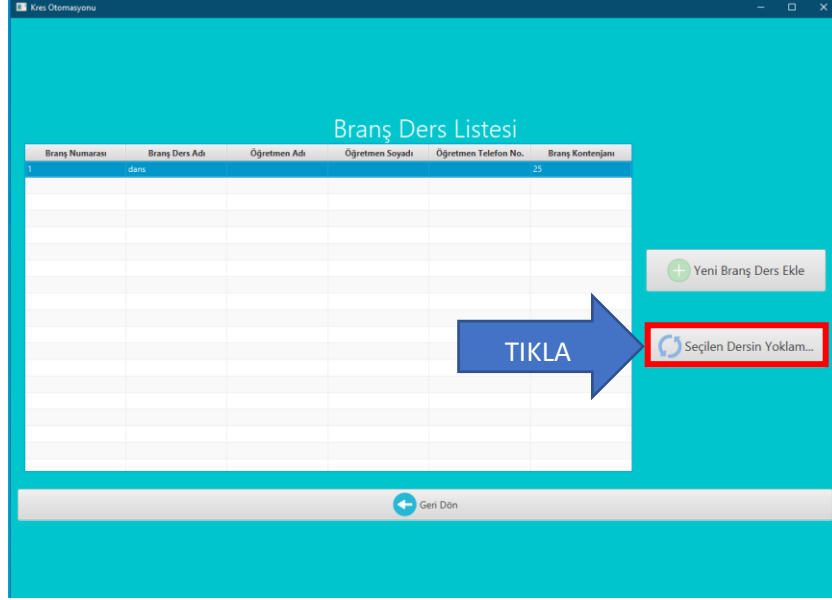 Kres Otomasyonu
Branş Ders Listesi
Branş Numarası Branş Ders Adı Öğretmen Adı Öğretmen Soyadı Öğretmen Telefon No. Branş Kontenjanı
1 dans 25
Yeni Branş Ders Ekle
TIKLA
Seçilen Dersin Yoklam...
Geri Dön